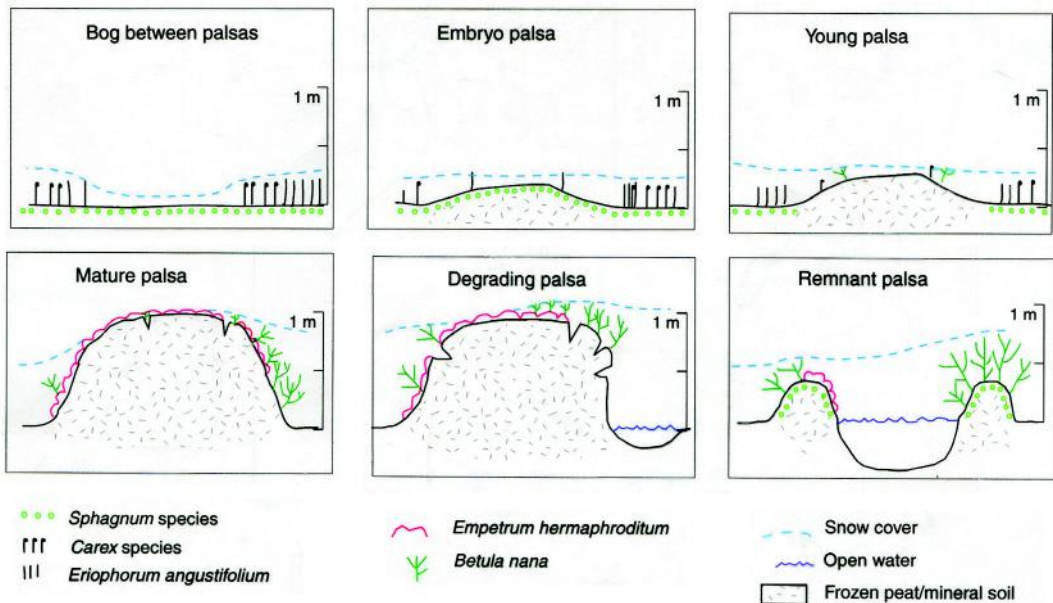 Bog between palsas
1 m
Embryo palsa
1 m
Young palsa
1 m
Mature palsa
1 m
Degrading palsa
1 m
Remnant palsa
1 m
Sphagnum species
Carex species
Eriophorum angustifolium
Empetrum hermaphroditum
Betula nana
Snow cover
Open water
Frozen peat/mineral soil